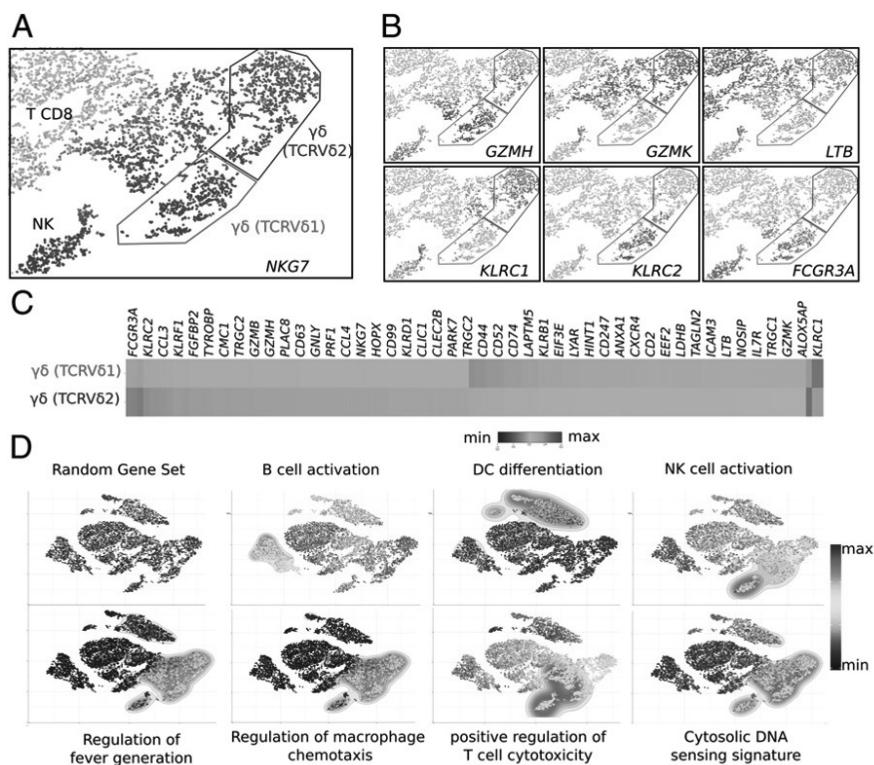 A
T CD8
γδ
(TCRVδ2)
NK
γδ (TCRVδ1)
NKG7
B
GZMH
GZMK
LTB
KLRC1
KLRC2
FCGR3A
C
FCGR3A
KLRC2
CCL3
KLRF1
FGFBP2
TYROBP
CMC1
TRGC2
GZMB
GZMH
PLAC8
CD63
GNLY
PRF1
CCL4
NKG7
HOPX
CD99
KLRD1
CLIC1
CLEC2B
PARK7
TRGC2
CD44
CD52
CD74
LAPTM5
KLRB1
EIF3E
LYAR
HINT1
CD247
ANXA1
CXCR4
CD2
EEF2
LDHB
TAGLN2
ICAM3
LTB
NOSIP
IL7R
TRGC1
GZMK
ALOX5AP
KLRC1
γδ (TCRVδ1)
γδ (TCRVδ2)
min max
D
Random Gene Set
B cell activation
DC differentiation
NK cell activation
max
min
Regulation of
fever generation
Regulation of macrophage
chemotaxis
positive regulation of
T cell cytotoxicity
Cytosolic DNA
sensing signature